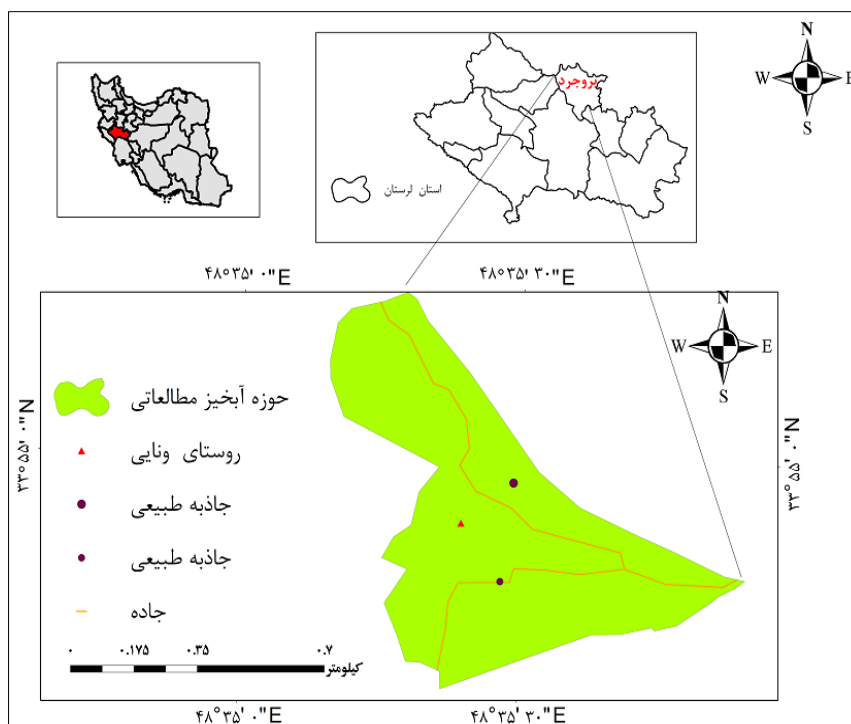 N
W E
S
بروجرد
استان لرستان
۴۸°۳۵' ۰"E
۴۸°۳۵' ۳۰"E
N
W E
S
حوزه آبخیز مطالعاتی
روستای ونایی
جاذبه طبیعی
جاذبه طبیعی
جاده
۰ ۰.۱۷۵ ۰.۳۵ ۰.۷
کیلومتر
۳۳°۵۵' ۰"N
۳۳°۵۵' ۰"N
۴۸°۳۵' ۰"E
۴۸°۳۵' ۳۰"E